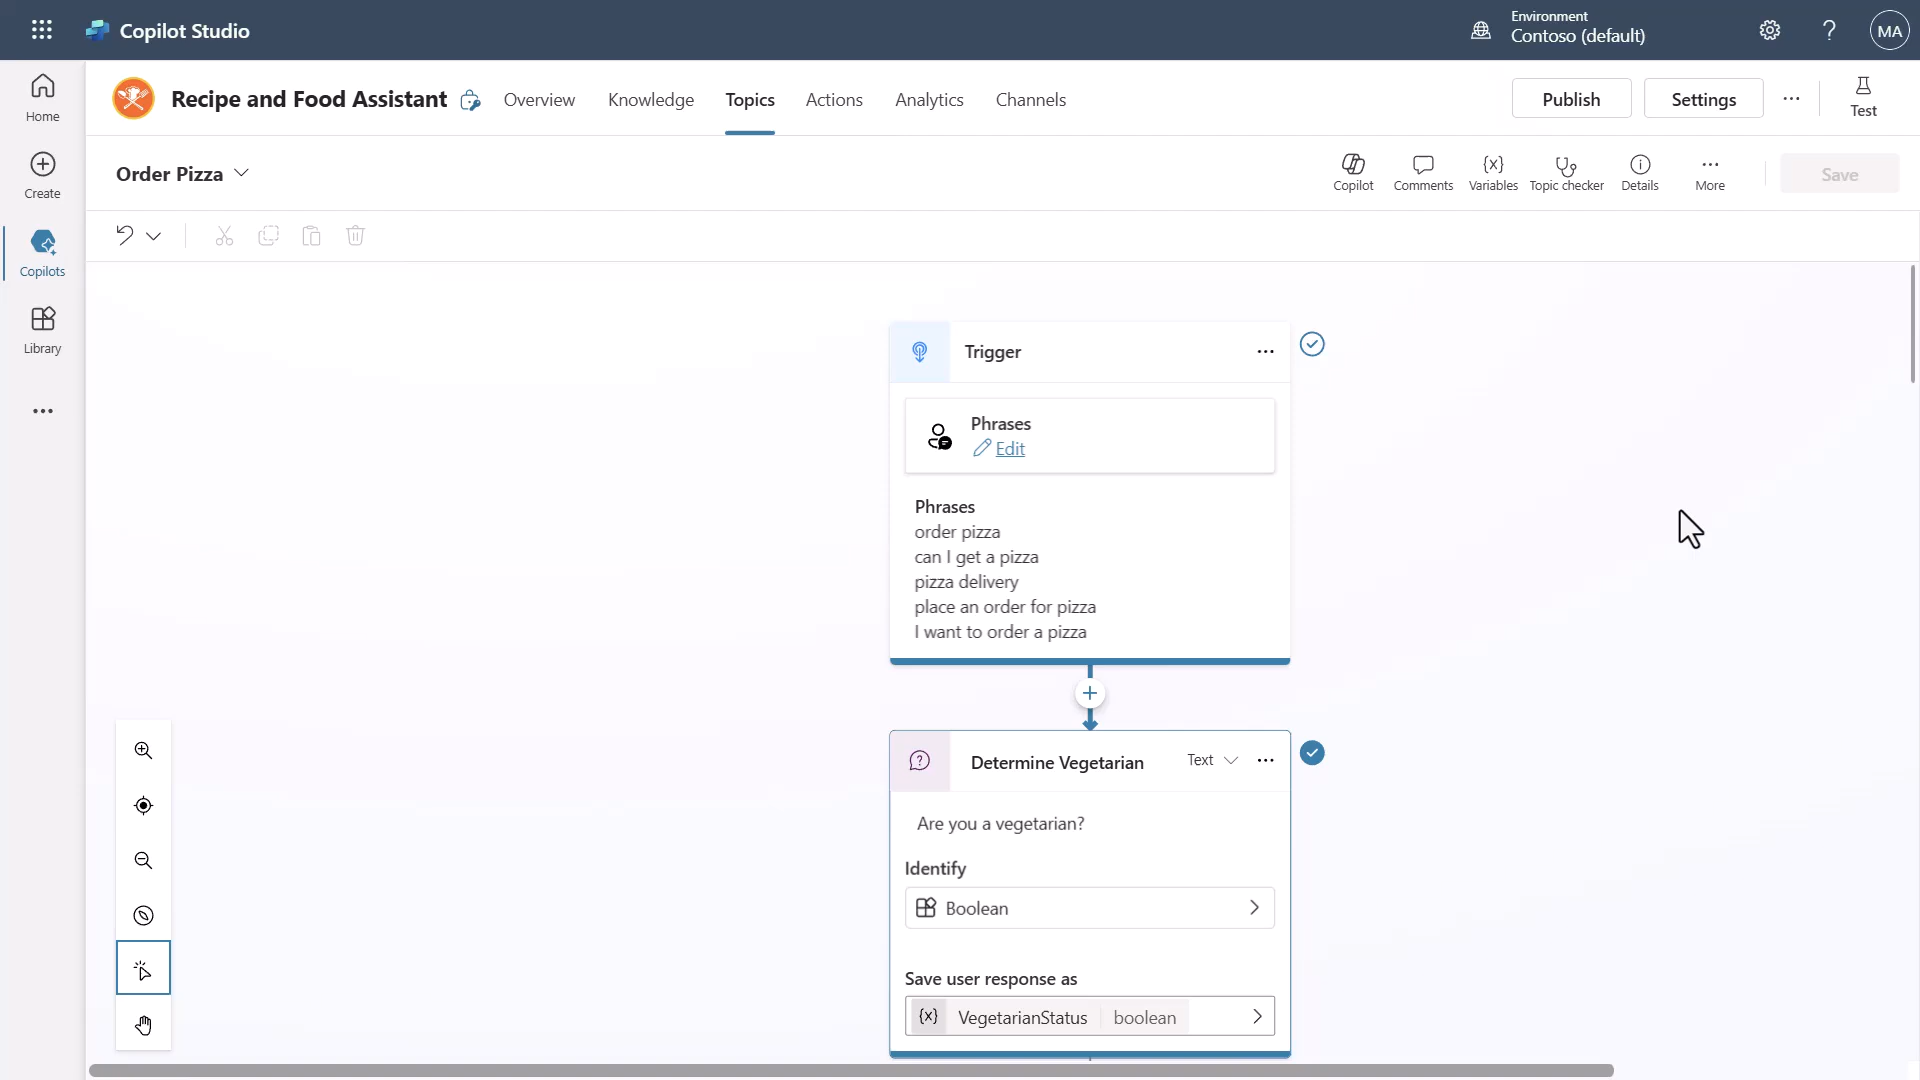 Copilot Studio
Environment
Contoso (default)
MA
Home
Create
Copilots
Library
Recipe and Food Assistant
Overview
Knowledge
Topics
Actions
Analytics
Channels
Publish
Settings
Test
Order Pizza
Copilot
Comments
Variables
Topic checker
Details
More
Save
Trigger
Phrases
Edit
Phrases
order pizza
can I get a pizza
pizza delivery
place an order for pizza
I want to order a pizza
Determine Vegetarian
Text
Are you a vegetarian?
Identify
Boolean
Save user response as
{x} VegetarianStatus boolean